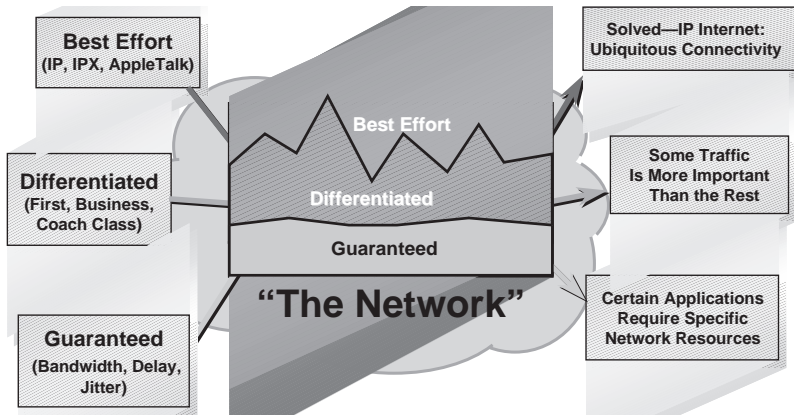 Best Effort
(IP, IPX, AppleTalk)
Differentiated
(First, Business,
Coach Class)
Guaranteed
(Bandwidth, Delay,
Jitter)
Best Effort
Differentiated
Guaranteed
“The Network”
Solved—IP Internet:
Ubiquitous Connectivity
Some Traffic
Is More Important
Than the Rest
Certain Applications
Require Specific
Network Resources